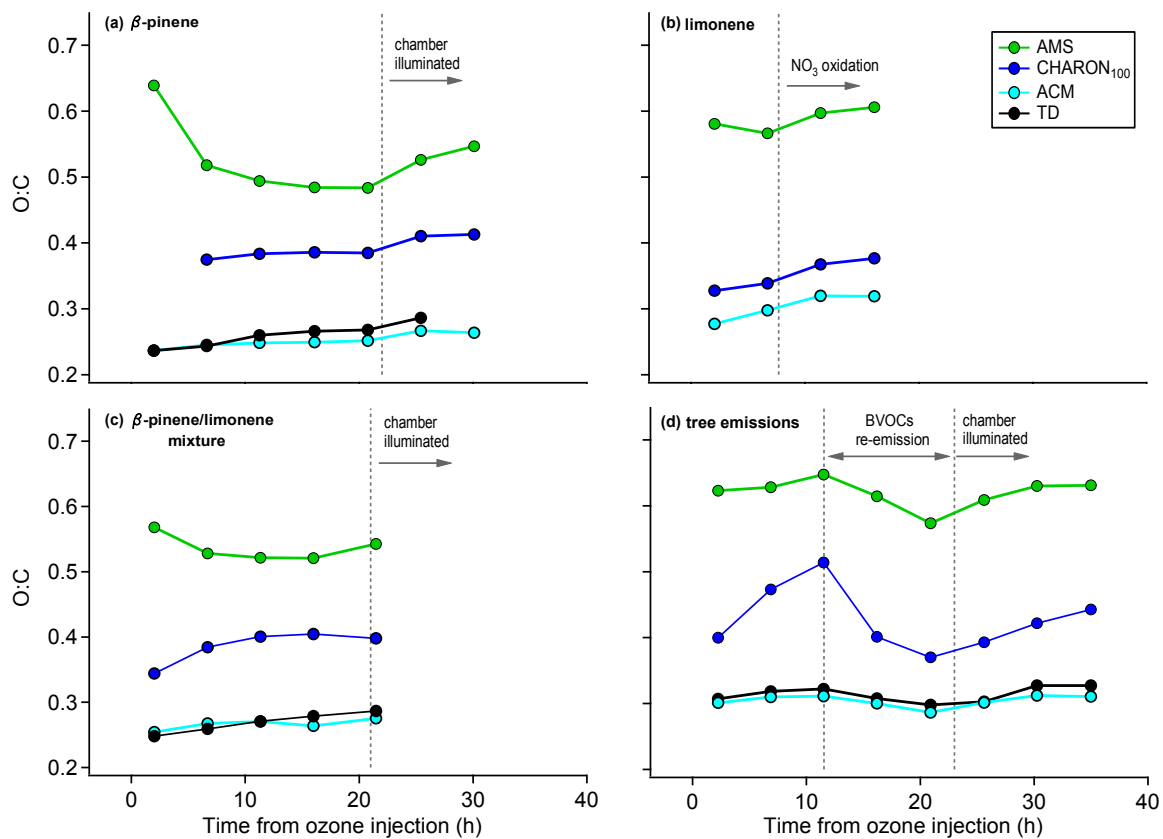 (a) β-pinene
chamber
illuminated
0.7
0.6
0.5
0.4
0.3
0.2
O:C
(b) limonene
NO3 oxidation
AMS
CHARON100
ACM
TD
(c) β-pinene/limonene
mixture
chamber
illuminated
0.7
0.6
0.5
0.4
0.3
0.2
O:C
0
10
20
30
40
Time from ozone injection (h)
(d) tree emissions
BVOCs
re-emission
chamber
illuminated
0
10
20
30
40
Time from ozone injection (h)